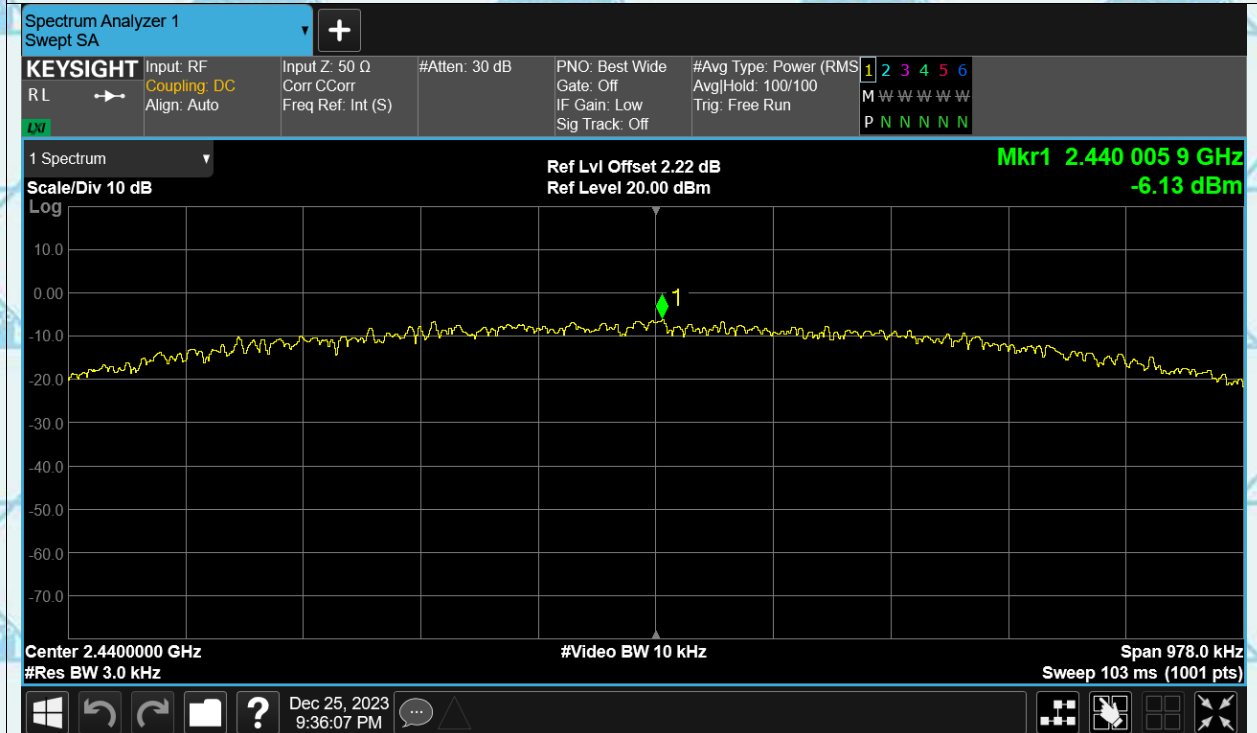 Spectrum Analyzer 1
Swept SA
+
KEYSIGHT
RL
LXI
Input: RF
Coupling: DC
Align: Auto
Input Z: 50 Ω
Corr CCorr
Freq Ref: Int (S)
#Atten: 30 dB
PNO: Best Wide
Gate: Off
IF Gain: Low
Sig Track: Off
#Avg Type: Power (RMS
Avg|Hold: 100/100
Trig: Free Run
1 2 3 4 5 6
M W W W W W
P N N N N N
1 Spectrum
Scale/Div 10 dB
Ref Lvl Offset 2.22 dB
Ref Level 20.00 dBm
Mkr1 2.440 005 9 GHz
-6.13 dBm
Log
10.0
0.00
1
-10.0
-20.0
-30.0
-40.0
-50.0
-60.0
-70.0
Center 2.4400000 GHz
#Video BW 10 kHz
Span 978.0 kHz
#Res BW 3.0 kHz
Sweep 103 ms (1001 pts)
?
Dec 25, 2023
9:36:07 PM